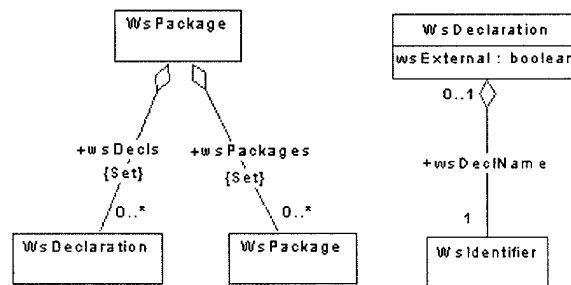 WsPackage
WsDeclaration
wsExternal : boolean
0..1
+wsDecls
+wsPackages
{Set}
{Set}
+wsDeclName
0..*
0..*
1
WsDeclaration
WsPackage
WsIdentifier